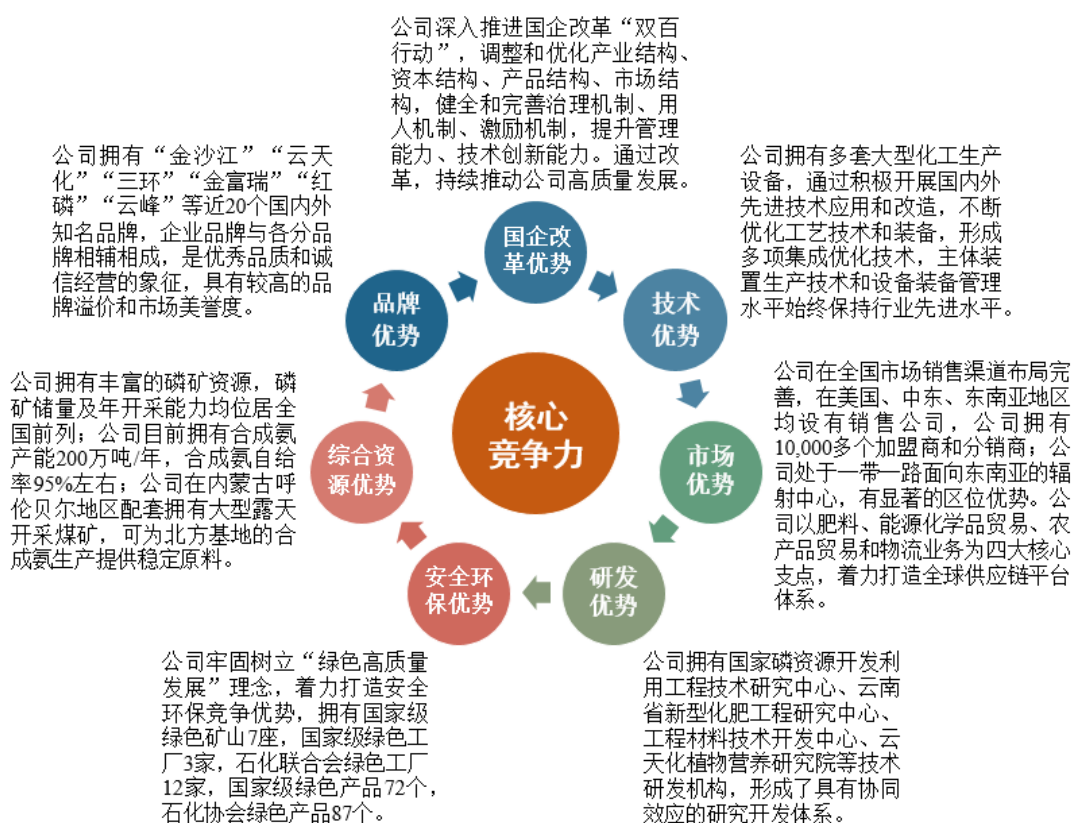 公司深入推进国企改革“双百
行动”，调整和优化产业结构、
资本结构、产品结构、市场结
构，健全和完善治理机制、用
人机制、激励机制，提升管理
能力、技术创新能力。通过改
革，持续推动公司高质量发展。
国企改
革优势
公司拥有多套大型化工生产
设备，通过积极开展国内外
先进技术应用和改造，不断
优化工艺技术和装备，形成
多项集成优化技术，主体装
置生产技术和设备装备管理
水平始终保持行业先进水平。
技术
优势
公司在全国市场销售渠道布局完
善，在美国、中东、东南亚地区
均设有销售公司，公司拥有
10,000多个加盟商和分销商；公
司处于一带一路面向东南亚的辐
射中心，有显著的区位优势。公
司以肥料、能源化学品贸易、农
产品贸易和物流业务为四大核心
支点，着力打造全球供应链平台
体系。
市场
优势
公司拥有国家磷资源开发利
用工程技术研究中心、云南
省新型化肥工程研究中心、
工程材料技术开发中心、云
天化植物营养研究院等技术
研发机构，形成了具有协同
效应的研究开发体系。
研发
优势
公司牢固树立“绿色高质量
发展”理念，着力打造安全
环保竞争优势，拥有国家级
绿色矿山7座，国家级绿色工
厂3家，石化联合会绿色工厂
12家，国家级绿色产品72个，
石化协会绿色产品87个。
安全环
保优势
公司拥有丰富的磷矿资源，磷
矿储量及年开采能力均位居全
国前列；公司目前拥有合成氨
产能200万吨/年，合成氨自给
率95%左右；公司在内蒙古呼
伦贝尔地区配套拥有大型露天
开采煤矿，可为北方基地的合
成氨生产提供稳定原料。
综合资
源优势
公司拥有“金沙江”“云天
化”“三环”“金富瑞”“红
磷”“云峰”等近20个国内外
知名品牌，企业品牌与各分品
牌相辅相成，是优秀品质和诚
信经营的象征，具有较高的品
牌溢价和市场美誉度。
品牌
优势
核心
竞争力